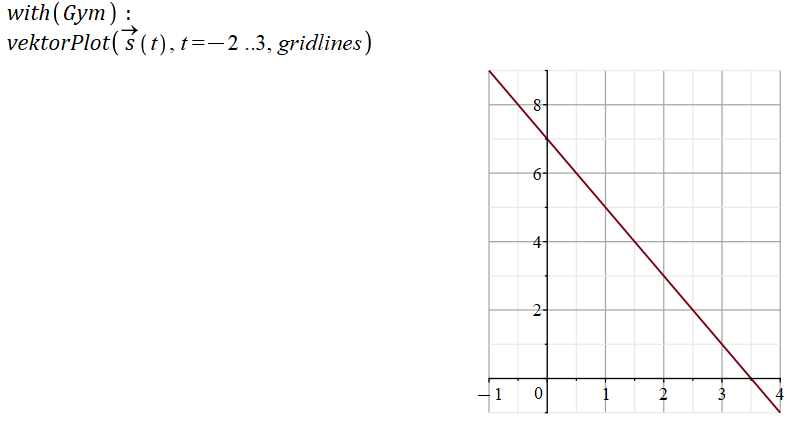 with(Gym) :
vektorPlot(s⃗(t), t=−2 ..3, gridlines)
8
6
4
2
−1 0 1 2 3 4